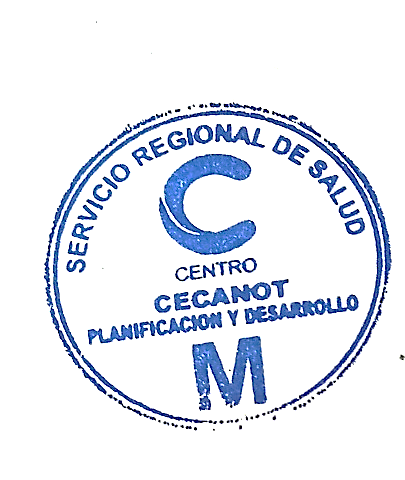 SERVICIO REGIONAL DE SALUD
C
CENTRO
CECANOT
PLANIFICACION Y DESARROLLO
M